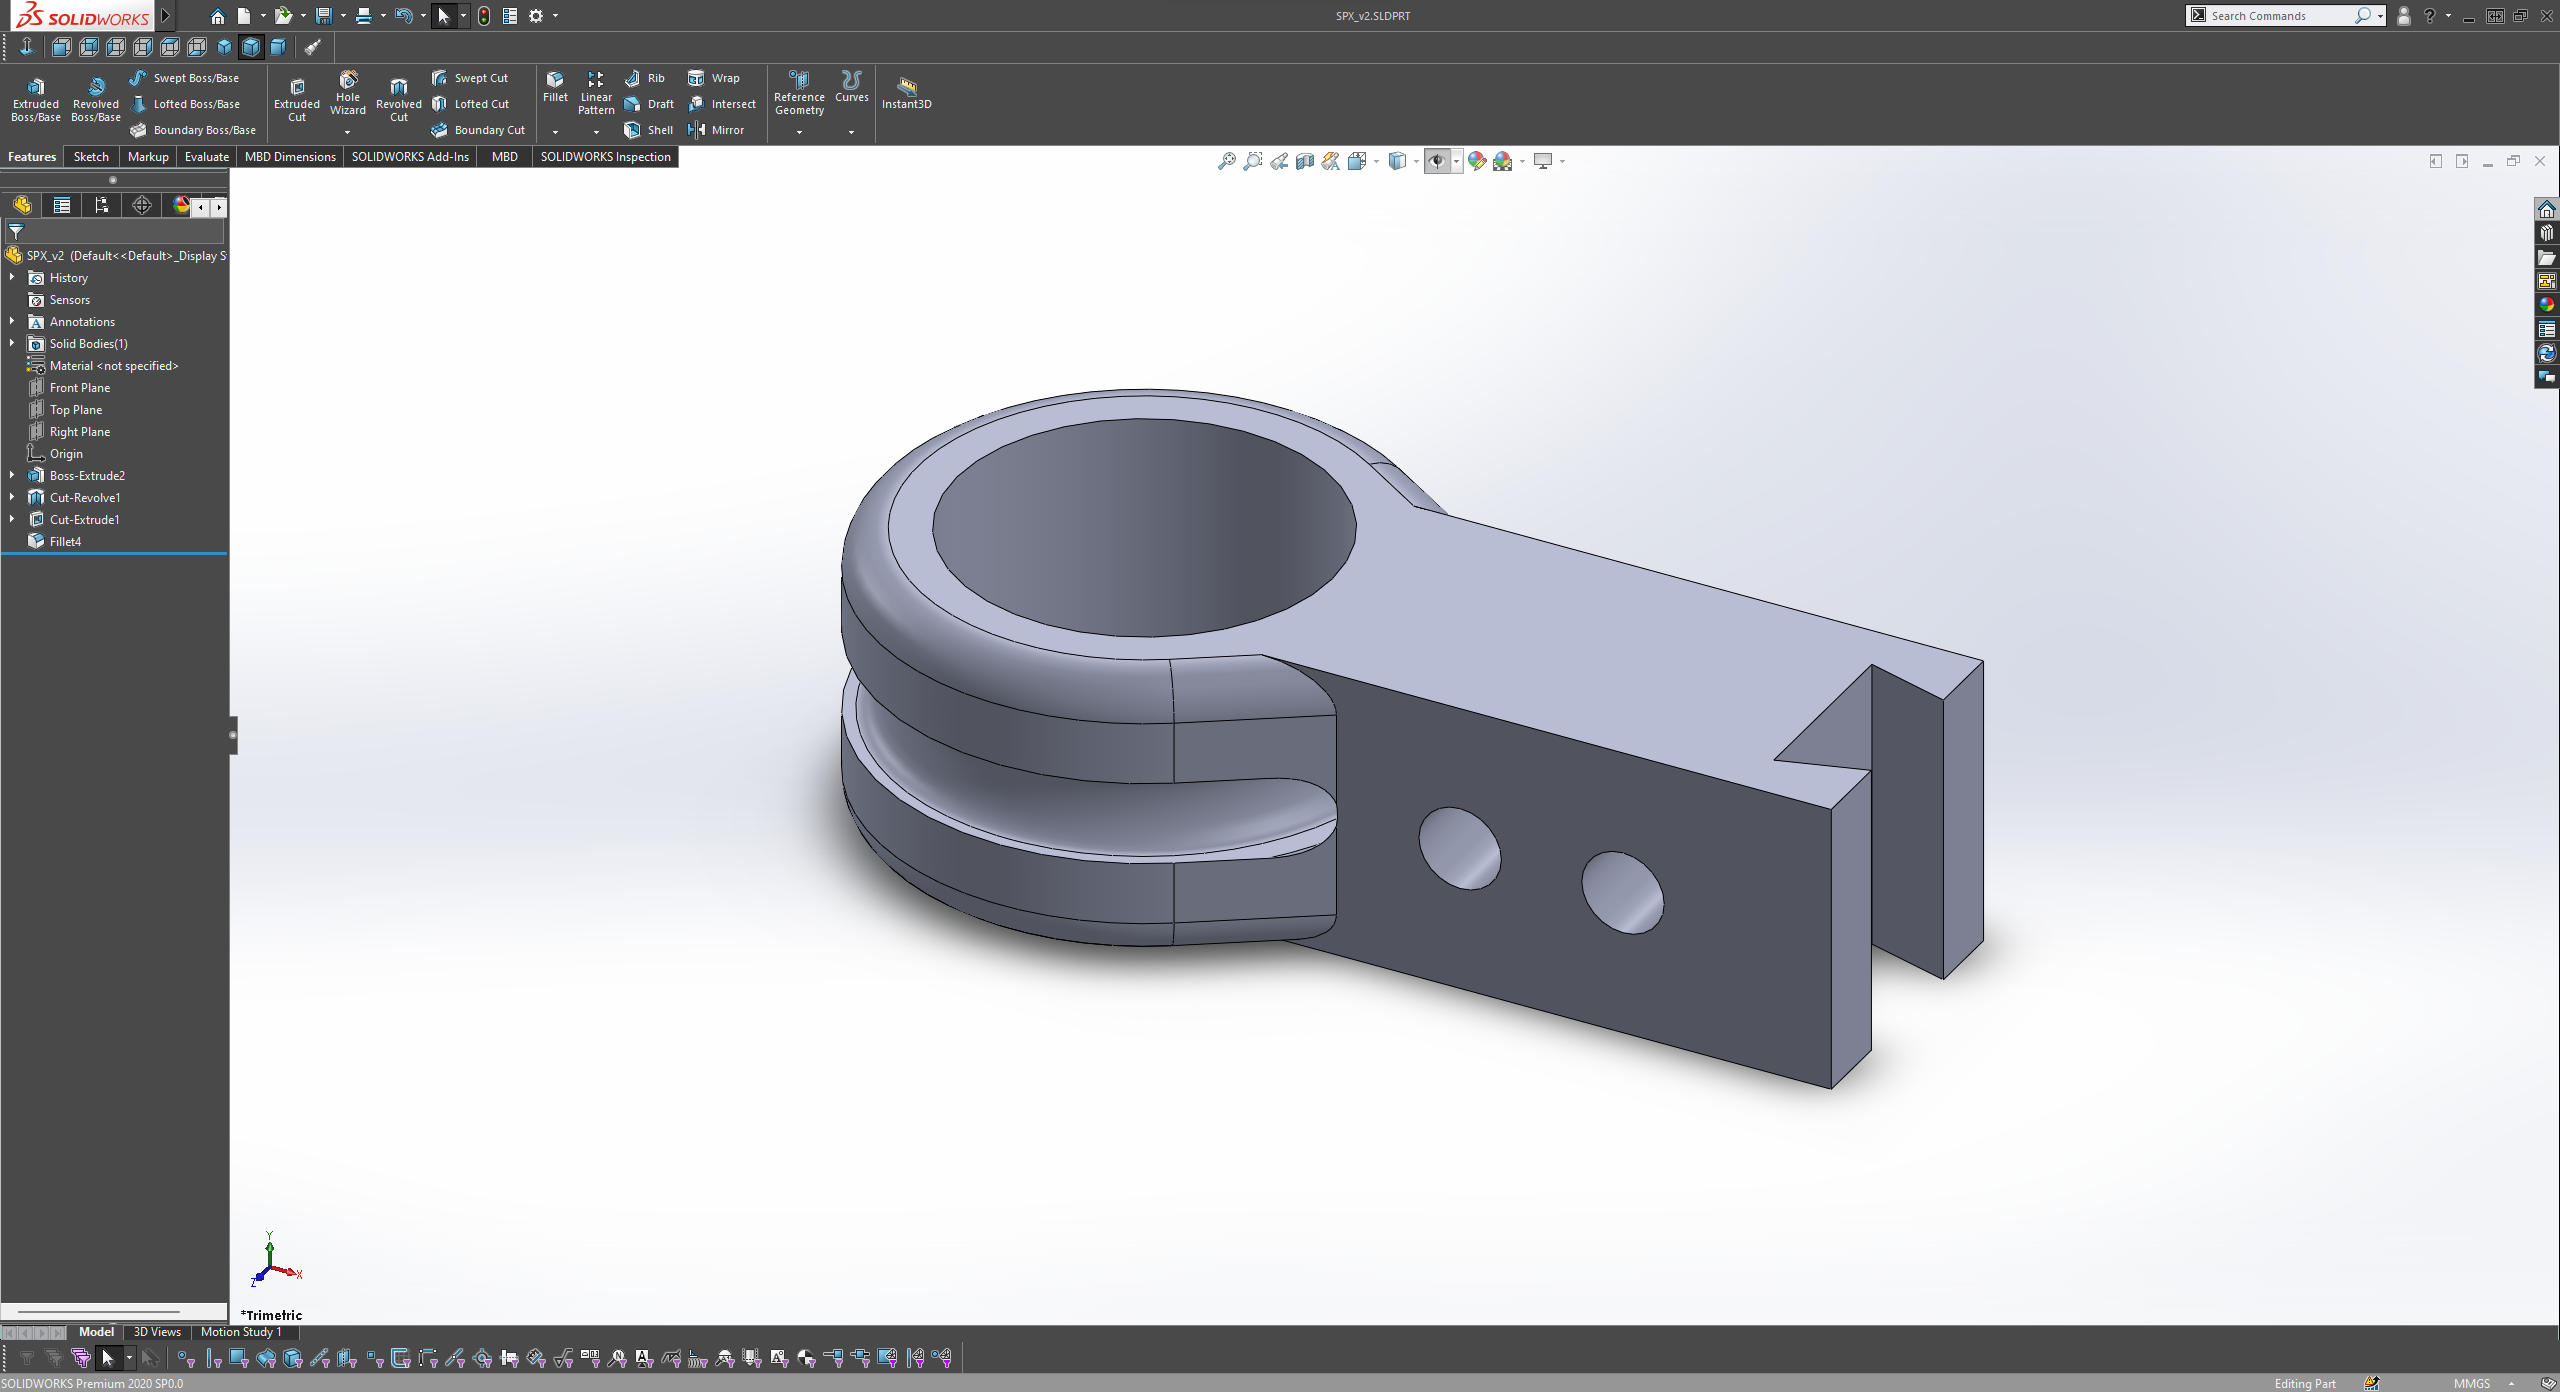 SOLIDWORKS
SPX_v2.SLDPRT
Search Commands
Extruded Boss/Base
Revolved Boss/Base
Swept Boss/Base
Lofted Boss/Base
Boundary Boss/Base
Extruded Cut
Hole Wizard
Revolved Cut
Swept Cut
Lofted Cut
Boundary Cut
Fillet
Linear Pattern
Rib
Draft
Shell
Wrap
Intersect
Mirror
Reference Geometry
Curves
Instant3D
Features Sketch Markup Evaluate MBD Dimensions SOLIDWORKS Add-Ins MBD SOLIDWORKS Inspection
SPX_v2 (Default<<Default>_Display S
History
Sensors
Annotations
Solid Bodies(1)
Material <not specified>
Front Plane
Top Plane
Right Plane
Origin
Boss-Extrude2
Cut-Revolve1
Cut-Extrude1
Fillet4
Y
X
Z
*Trimetric
Model 3D Views Motion Study 1
SOLIDWORKS Premium 2020 SP0.0
Editing Part
MMGS